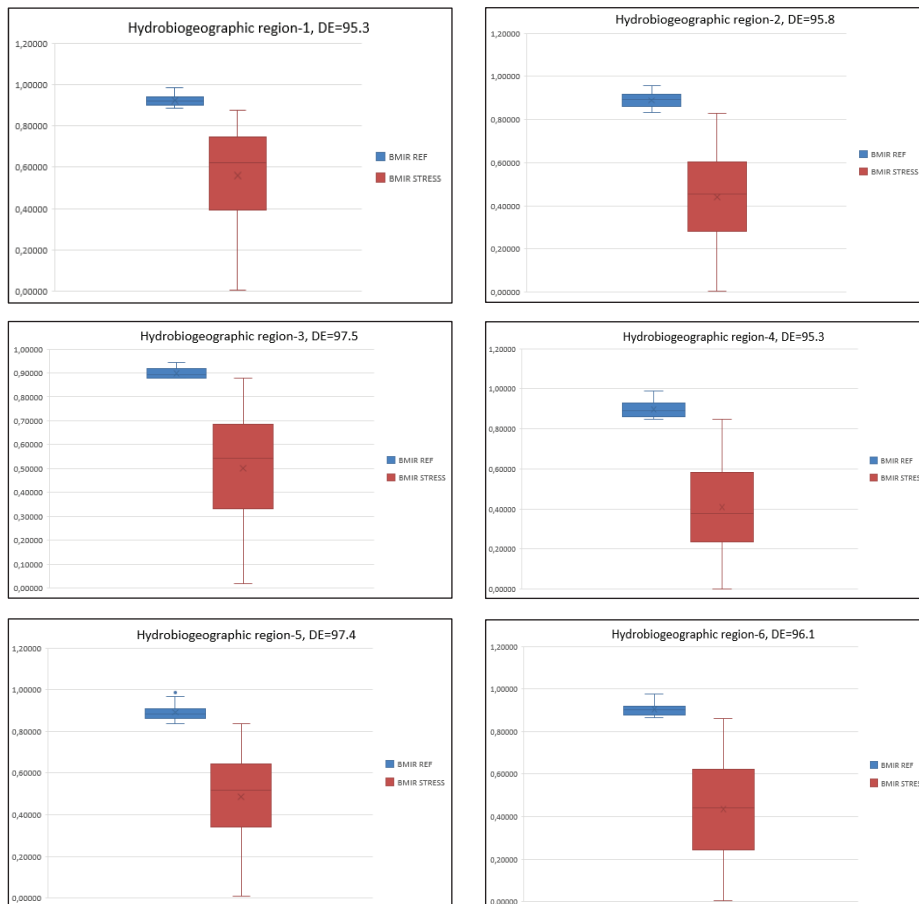 Hydrobiogeographic region-1, DE=95.3
1,20000
1,00000
0,80000
0,60000
0,40000
0,20000
0,00000
BMIR REF
BMIR STRESS
Hydrobiogeographic region-2, DE=95.8
1,20000
1,00000
0,80000
0,60000
0,40000
0,20000
0,00000
BMIR REF
BMIR STRESS
Hydrobiogeographic region-3, DE=97.5
1,00000
0,90000
0,80000
0,70000
0,60000
0,50000
0,40000
0,30000
0,20000
0,10000
0,00000
BMIR REF
BMIR STRESS
Hydrobiogeographic region-4, DE=95.3
1,20000
1,00000
0,80000
0,60000
0,40000
0,20000
0,00000
BMIR REF
BMIR STRES
Hydrobiogeographic region-5, DE=97.4
1,20000
1,00000
0,80000
0,60000
0,40000
0,20000
0,00000
BMIR REF
BMIR STRESS
Hydrobiogeographic region-6, DE=96.1
1,20000
1,00000
0,80000
0,60000
0,40000
0,20000
0,00000
BMIR REF
BMIR STRES